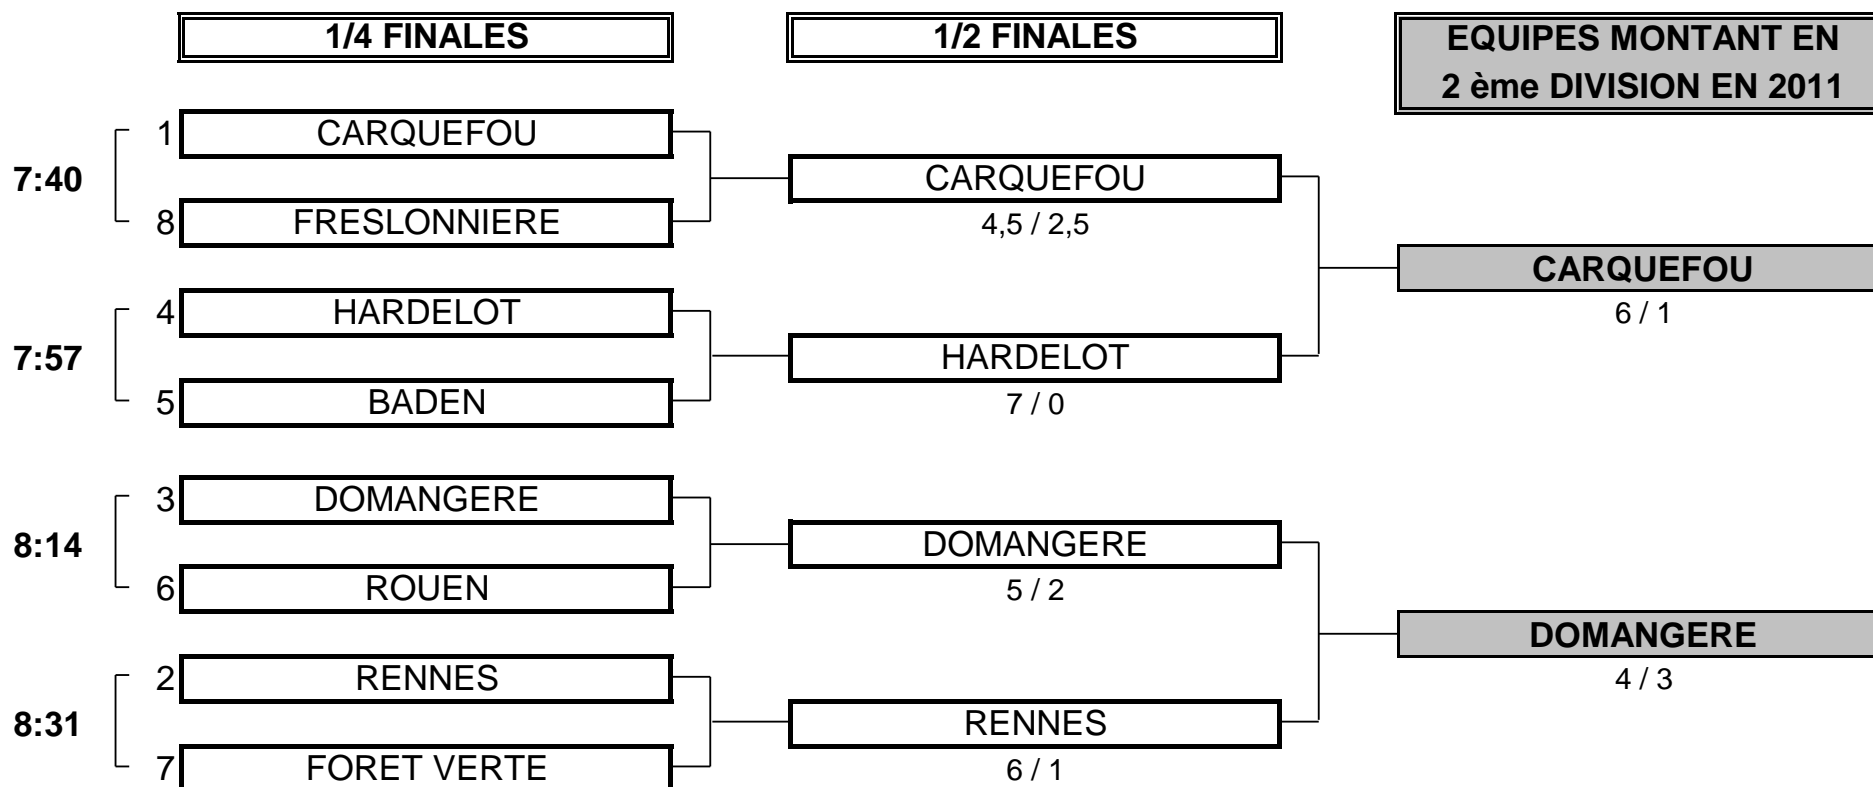 1/4 FINALES
1/2 FINALES
EQUIPES MONTANT EN
2 ème DIVISION EN 2011
7:40
1 CARQUEFOU
8 FRESLONNIERE
CARQUEFOU
4,5 / 2,5
7:57
4 HARDELOT
5 BADEN
HARDELOT
7 / 0
CARQUEFOU
6 / 1
8:14
3 DOMANGERE
6 ROUEN
DOMANGERE
5 / 2
8:31
2 RENNES
7 FORET VERTE
RENNES
6 / 1
DOMANGERE
4 / 3